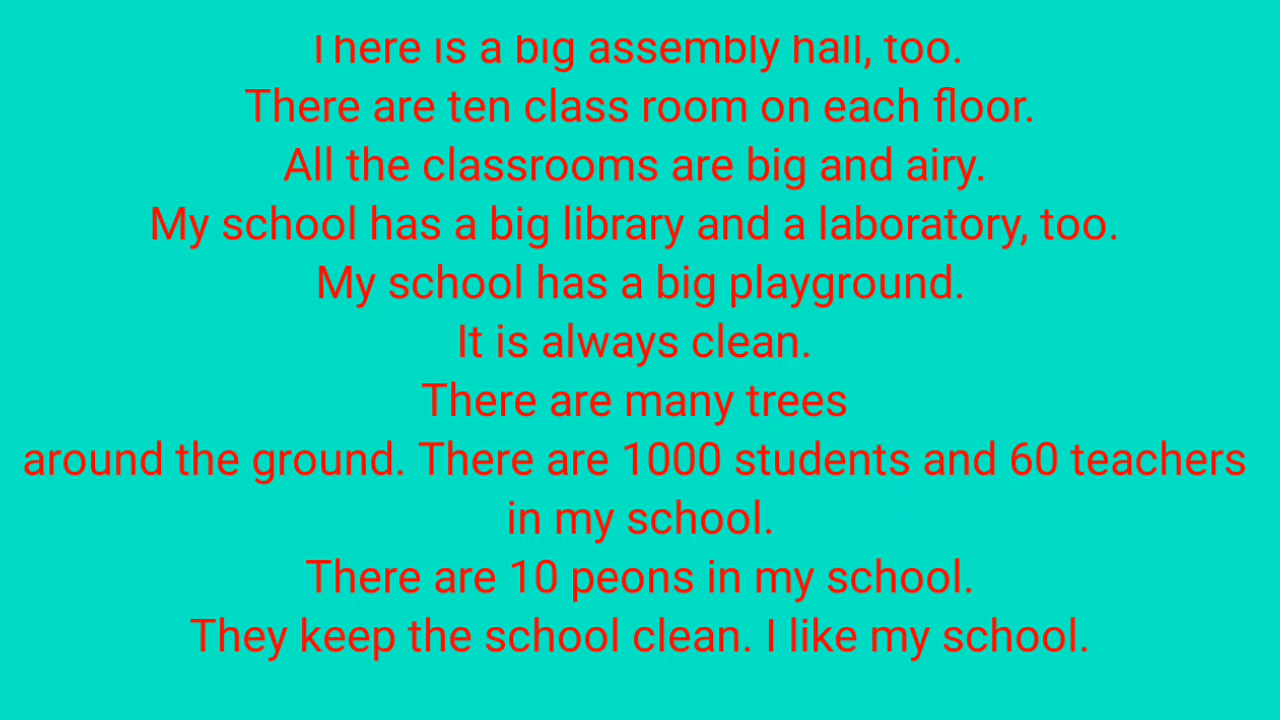 There is a big assembly hall, too.
There are ten class room on each floor.
All the classrooms are big and airy.
My school has a big library and a laboratory, too.
My school has a big playground.
It is always clean.
There are many trees
around the ground. There are 1000 students and 60 teachers
in my school.
There are 10 peons in my school.
They keep the school clean. I like my school.